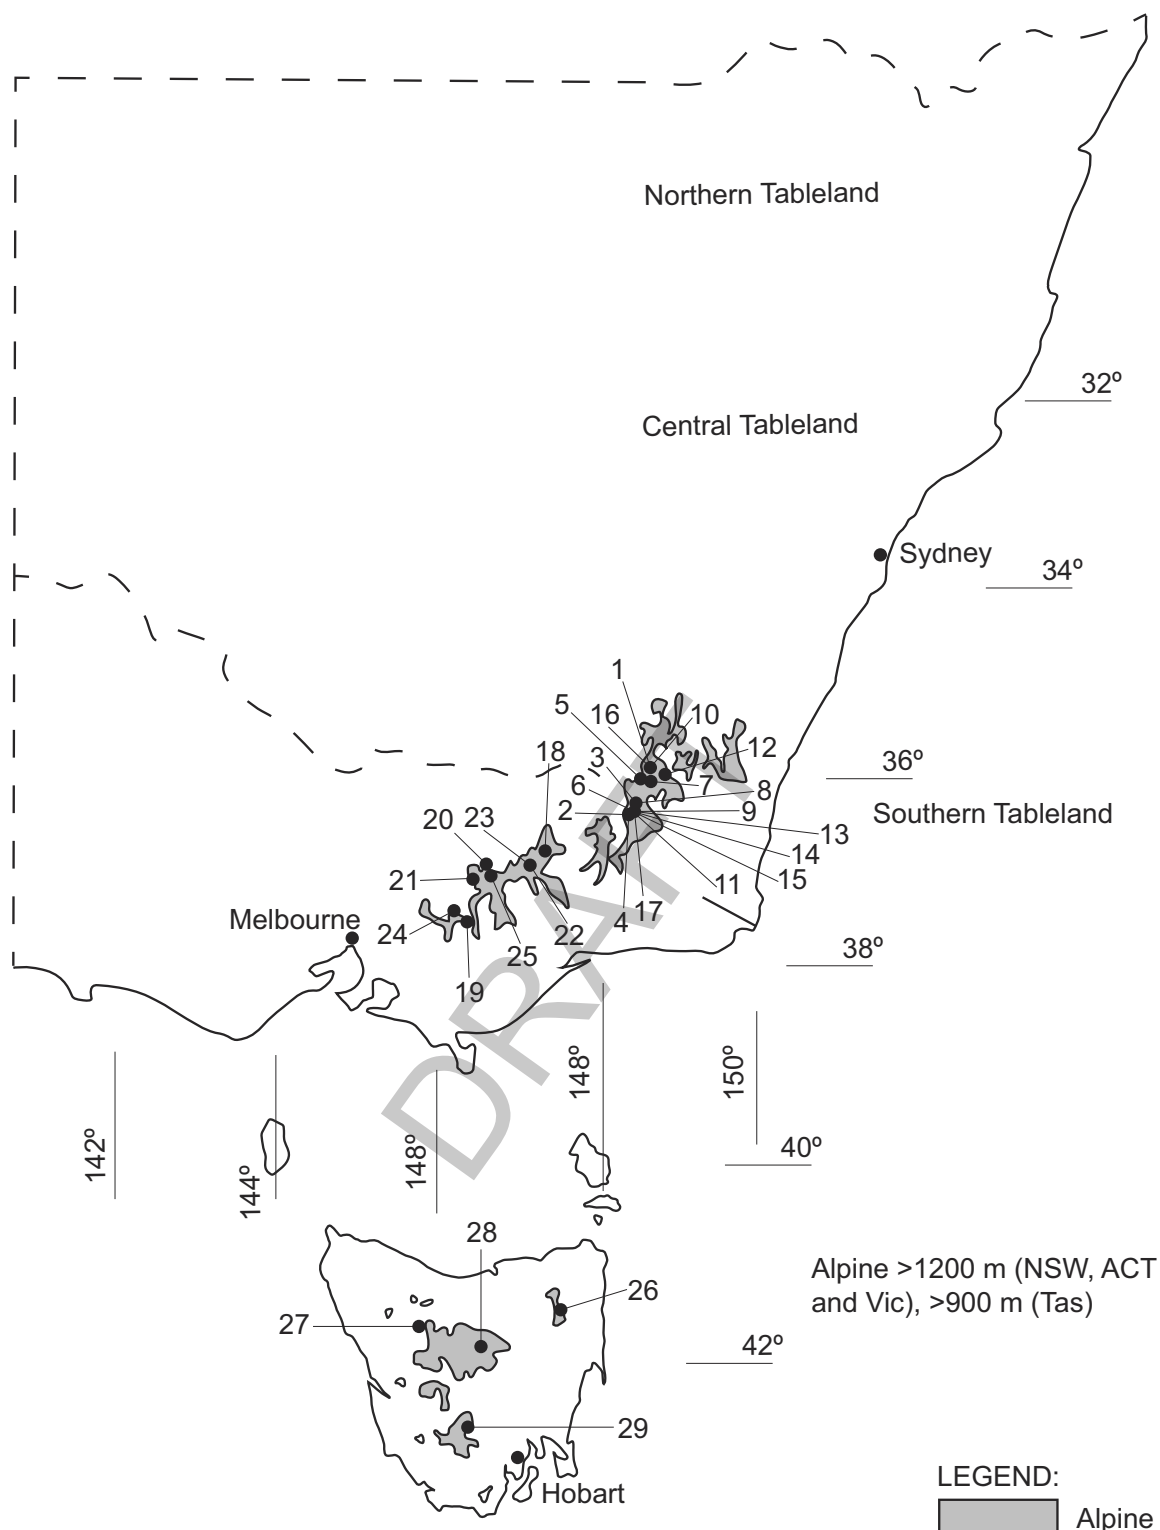 Northern Tableland
32º
Central Tableland
Sydney
34º
1
5
16
10
3
18
12
36º
6
7
8
2
9
Southern Tableland
20
23
13
14
21
11
15
Melbourne
4
17
24
22
25
38º
19
DRAFT
148º
150º
142º
144º
148º
40º
28
Alpine >1200 m (NSW, ACT
and Vic), >900 m (Tas)
26
27
42º
29
LEGEND:
Hobart
Alpine